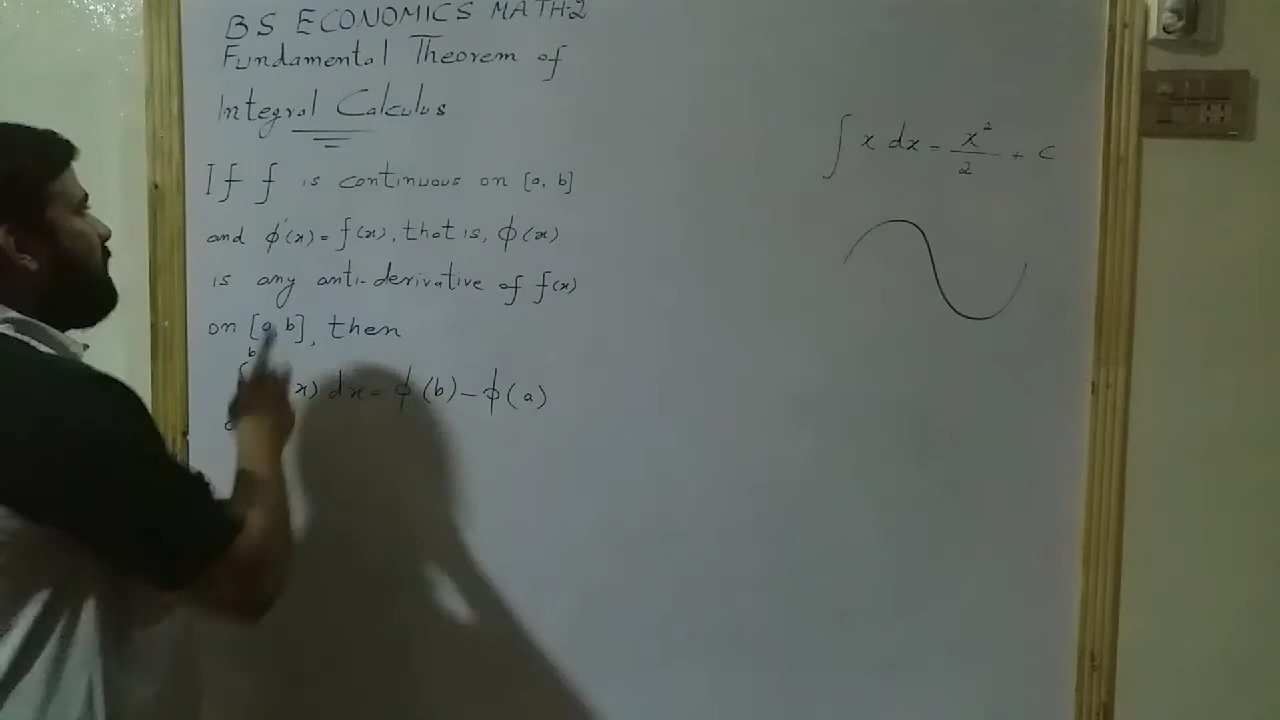 BS ECONOMICS MATH-2
Fundamental Theorem of
Integral Calculus
If f is continuous on [a, b]
and ϕ'(x) = f(x), that is, ϕ(x)
is any anti-derivative of f(x)
on [a b], then
b
x) dx = ϕ(b) - ϕ(a)
∫ x dx = x²/2 + c